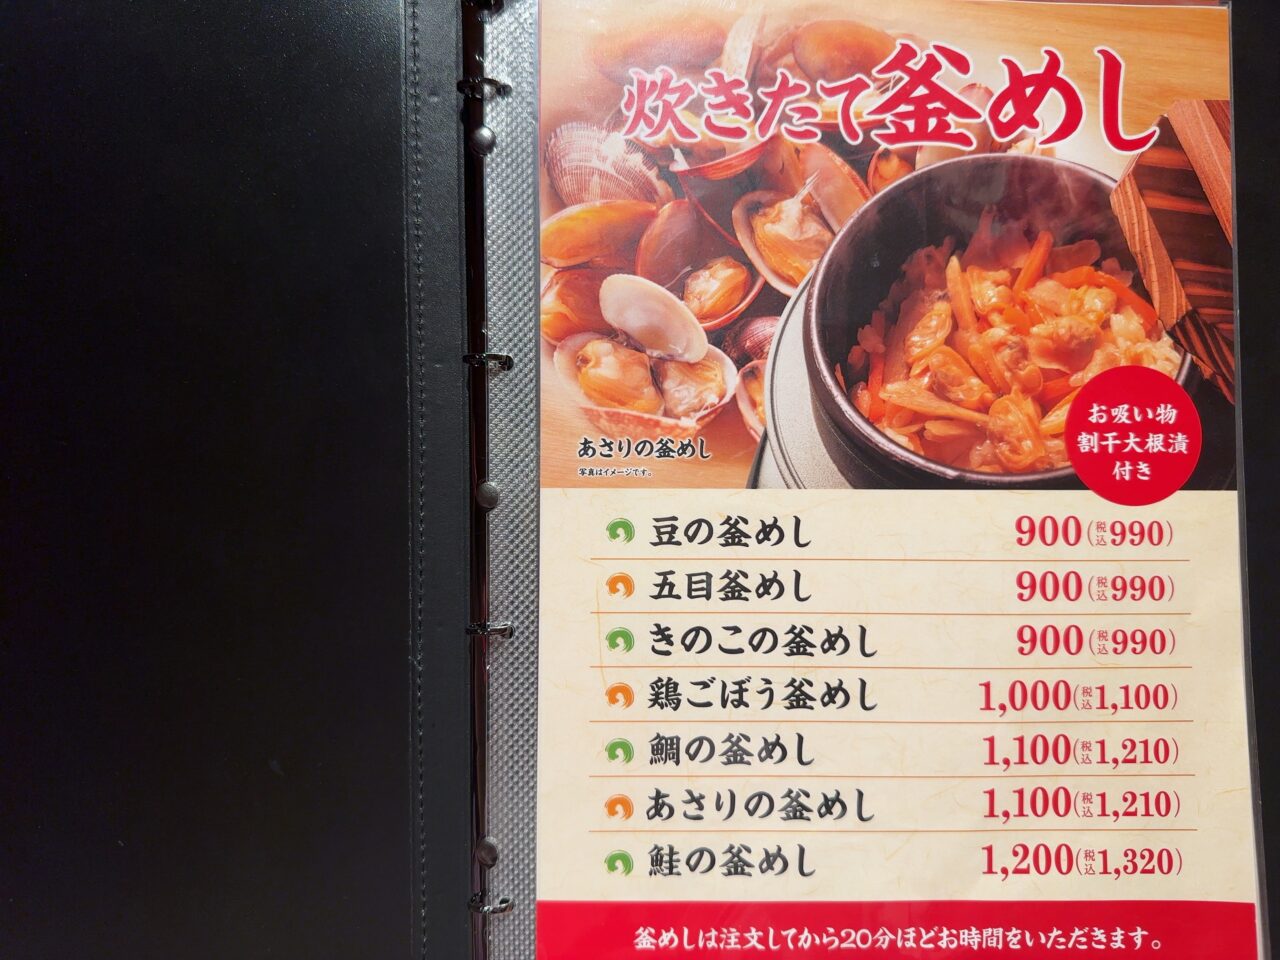 炊きたて釜めし
お吸い物
割干大根漬
付き
あさりの釜めし
写真はイメージです。
豆の釜めし 900(税込990)
五目釜めし 900(税込990)
きのこの釜めし 900(税込990)
鶏ごぼう釜めし 1,000(税込1,100)
鯛の釜めし 1,100(税込1,210)
あさりの釜めし 1,100(税込1,210)
鮭の釜めし 1,200(税込1,320)
釜めしは注文してから20分ほどお時間をいただきます。